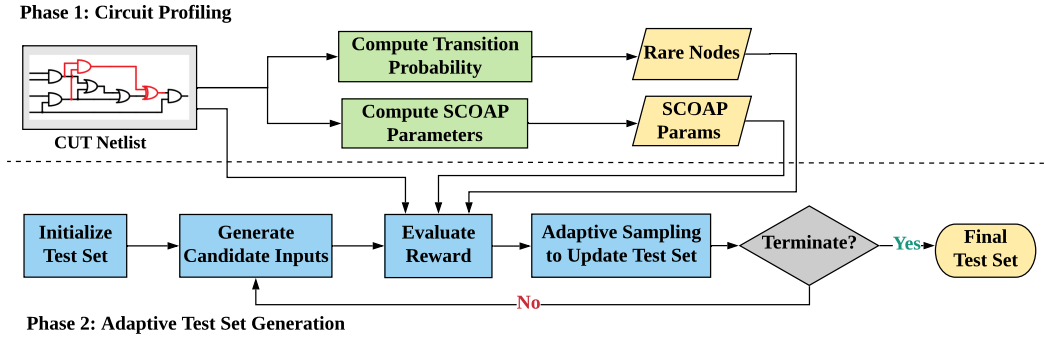 Phase 1: Circuit Profiling
Compute Transition
Probability
Rare Nodes
Compute SCOAP
Parameters
SCOAP
Params
CUT Netlist
Initialize
Test Set
Generate
Candidate Inputs
Evaluate
Reward
Adaptive Sampling
to Update Test Set
Terminate?
Yes
Final
Test Set
No
Phase 2: Adaptive Test Set Generation